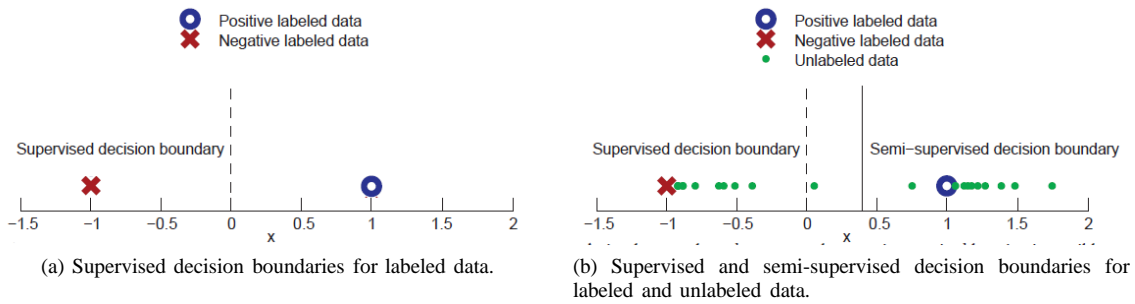 Positive labeled data
Negative labeled data
Supervised decision boundary
−1.5 −1 −0.5 0 0.5 1 1.5 2
x
(a) Supervised decision boundaries for labeled data.
Positive labeled data
Negative labeled data
Unlabeled data
Supervised decision boundary
Semi−supervised decision boundary
−1.5 −1 −0.5 0 0.5 1 1.5 2
x
(b) Supervised and semi-supervised decision boundaries for
labeled and unlabeled data.